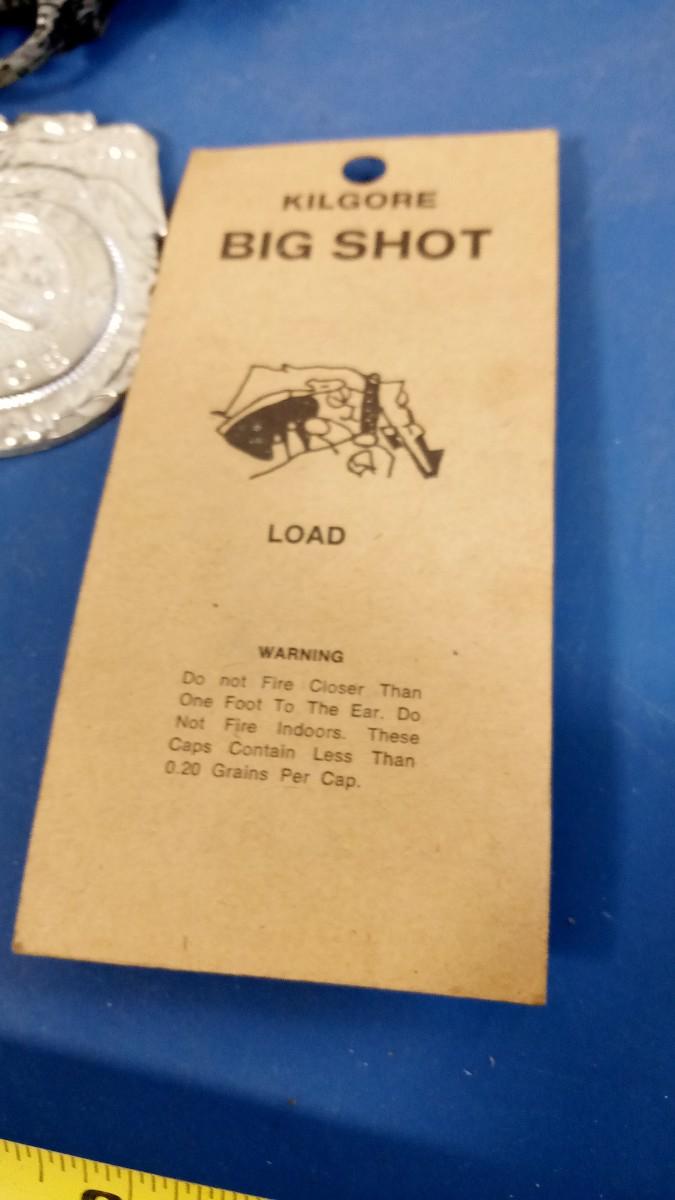 KILGORE
BIG SHOT
LOAD
WARNING
Do not Fire Closer Than
One Foot To The Ear. Do
Not Fire Indoors. These
Caps Contain Less Than
0.20 Grains Per Cap.